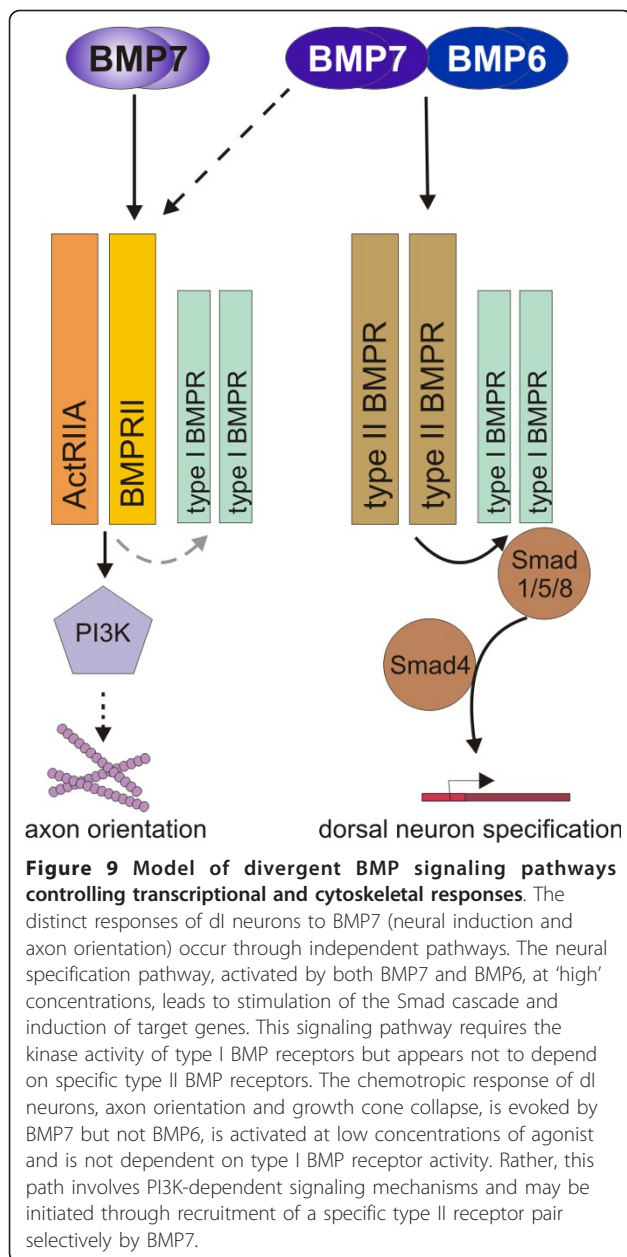 BMP7
BMP7 BMP6
ActRIIA
BMPRII
type I BMPR
type I BMPR
type II BMPR
type II BMPR
type I BMPR
type I BMPR
Smad
1/5/8
PI3K
Smad4
axon orientation
dorsal neuron specification
Figure 9 Model of divergent BMP signaling pathways
controlling transcriptional and cytoskeletal responses. The
distinct responses of dI neurons to BMP7 (neural induction and
axon orientation) occur through independent pathways. The neural
specification pathway, activated by both BMP7 and BMP6, at ‘high’
concentrations, leads to stimulation of the Smad cascade and
induction of target genes. This signaling pathway requires the
kinase activity of type I BMP receptors but appears not to depend
on specific type II BMP receptors. The chemotropic response of dI
neurons, axon orientation and growth cone collapse, is evoked by
BMP7 but not BMP6, is activated at low concentrations of agonist
and is not dependent on type I BMP receptor activity. Rather, this
path involves PI3K-dependent signaling mechanisms and may be
initiated through recruitment of a specific type II receptor pair
selectively by BMP7.